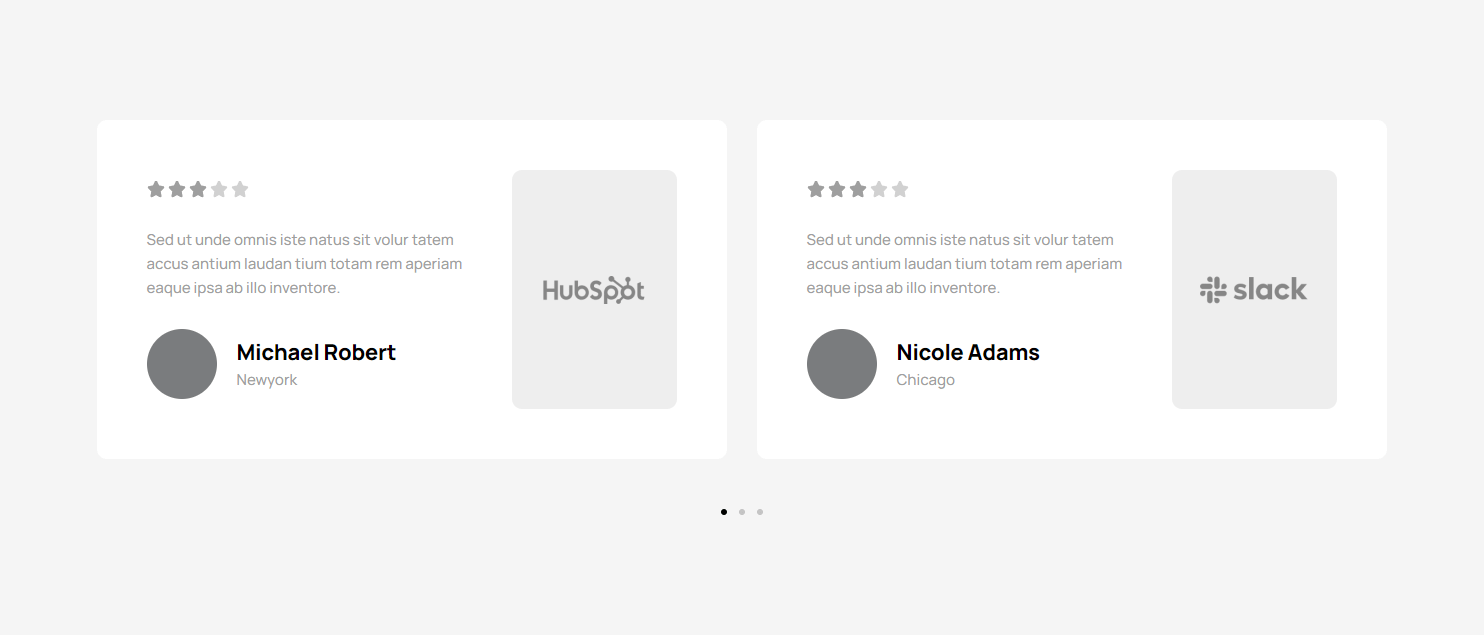 Sed ut unde omnis iste natus sit volur tatem
accus antium laudan tium totam rem aperiam
eaque ipsa ab illo inventore.
Michael Robert
Newyork
HubSpot
Sed ut unde omnis iste natus sit volur tatem
accus antium laudan tium totam rem aperiam
eaque ipsa ab illo inventore.
Nicole Adams
Chicago
slack